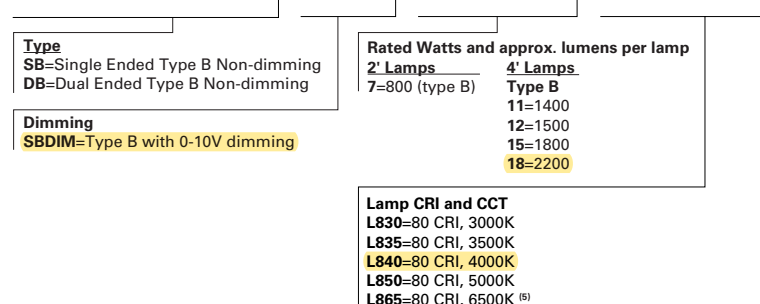 Type
SB=Single Ended Type B Non-dimming
DB=Dual Ended Type B Non-dimming
Dimming
SBDIM=Type B with 0-10V dimming
Rated Watts and approx. lumens per lamp
2' Lamps 4' Lamps
7=800 (type B) Type B
11=1400
12=1500
15=1800
18=2200
Lamp CRI and CCT
L830=80 CRI, 3000K
L835=80 CRI, 3500K
L840=80 CRI, 4000K
L850=80 CRI, 5000K
L865=80 CRI, 6500K (5)